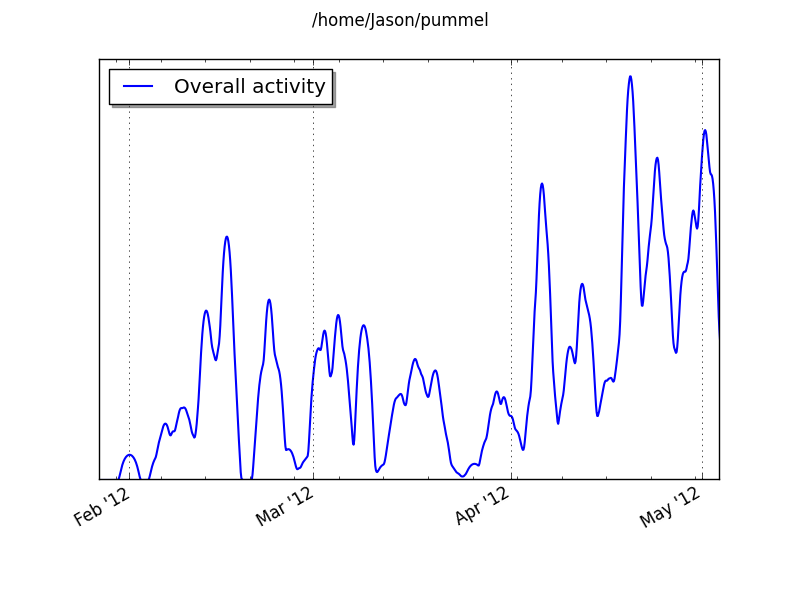 /home/Jason/pummel
Overall activity
Feb '12
Mar '12
Apr '12
May '12